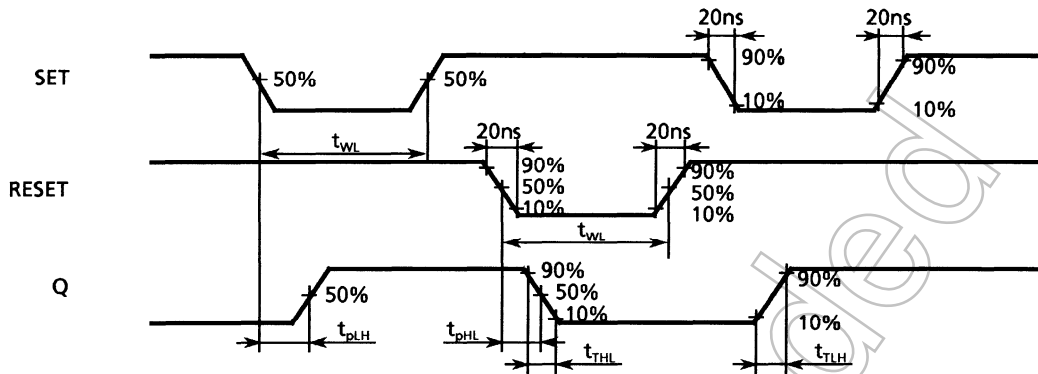 20ns 20ns
SET 50% 50% 90% 90%
10% 10%
t_WL 20ns 20ns
RESET 90% 90%
50% 50%
10% 10%
t_WL
Q 50% 90% 90%
50%
10% 10%
t_pLH t_pHL t_THL t_TLH
ded